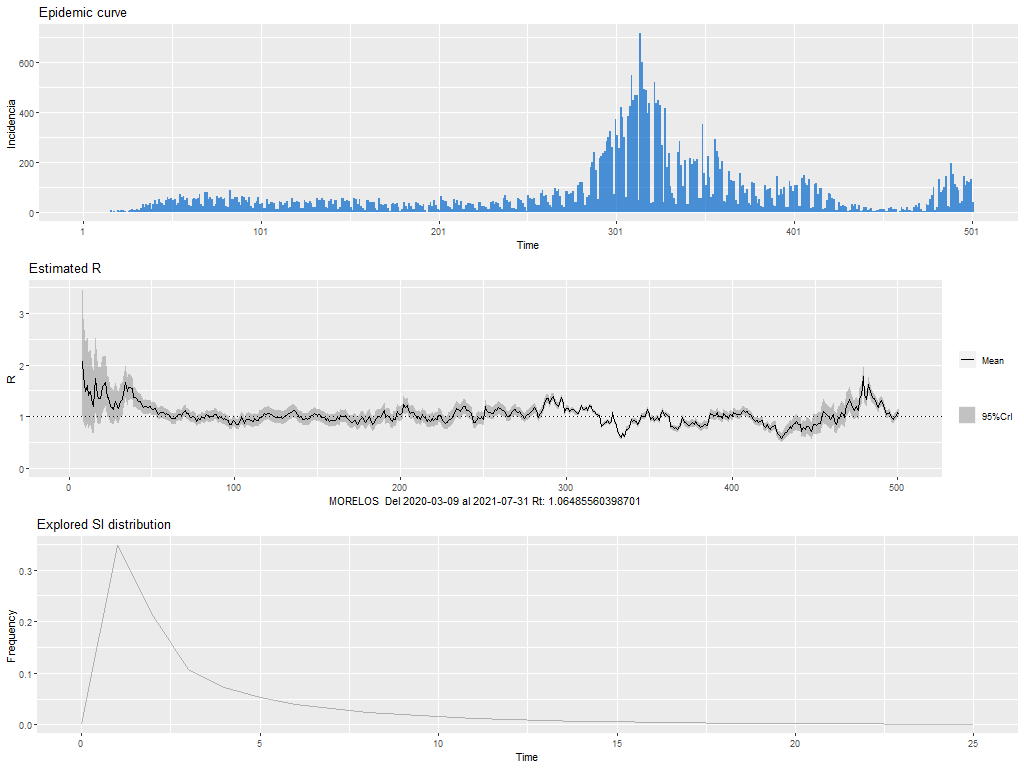 Epidemic curve
Incidencia
600
400
200
0
1
101
201
301
401
501
Time
Estimated R
R
3
2
1
0
0
100
200
300
400
500
Mean
95%CrI
MORELOS Del 2020-03-09 al 2021-07-31 Rt: 1.06485560398701
Explored SI distribution
Frequency
0.3
0.2
0.1
0.0
0
5
10
15
20
25
Time